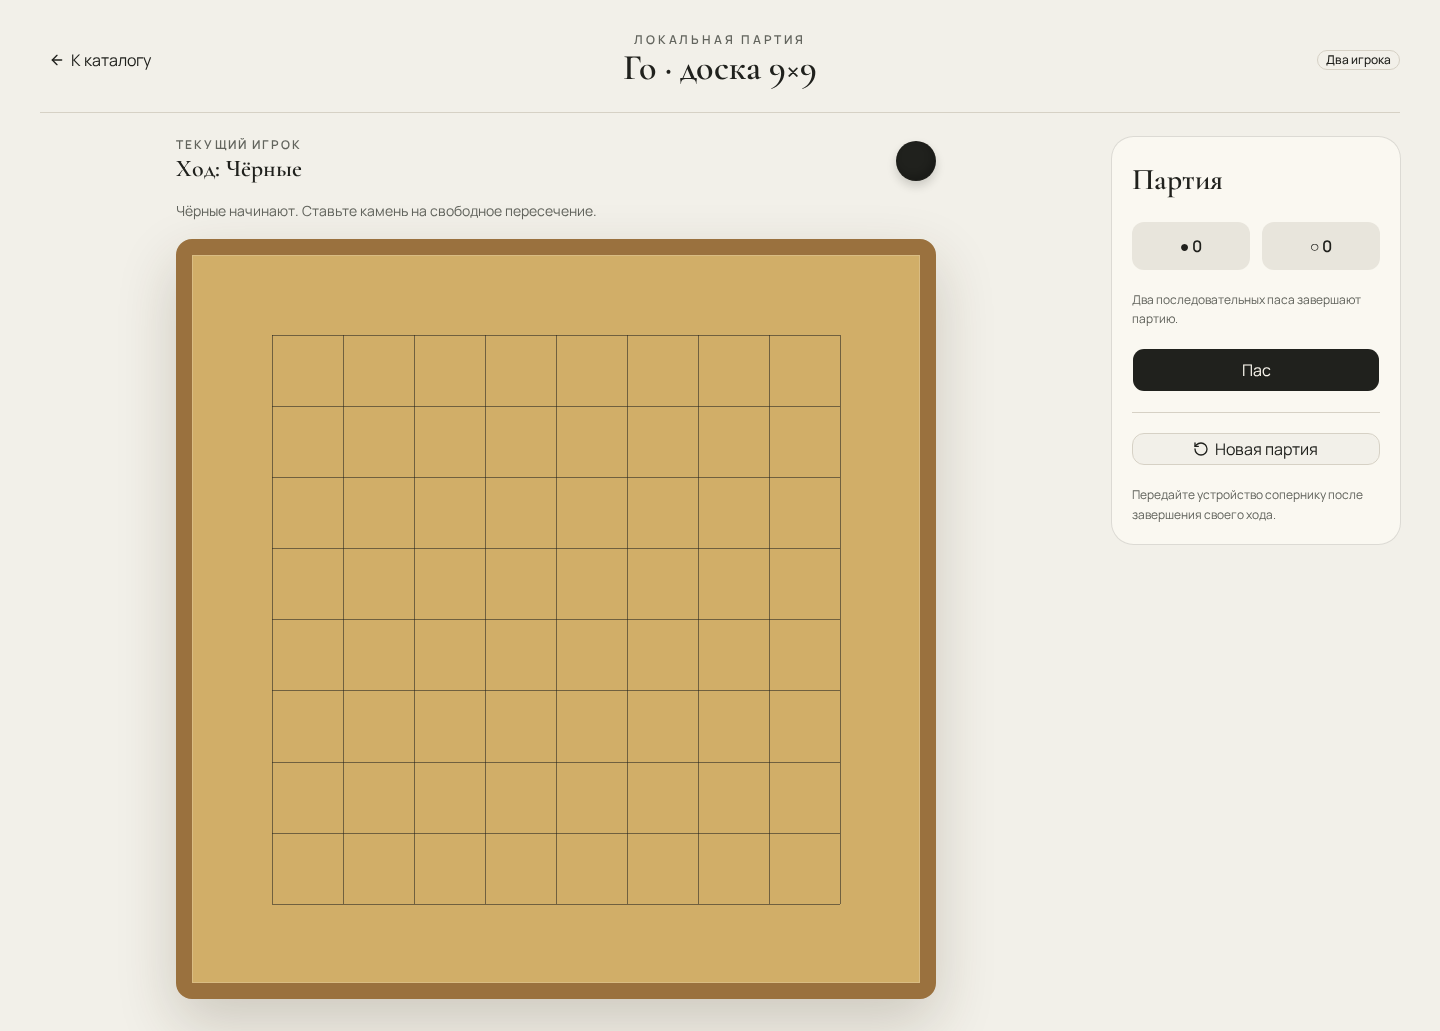 К каталогу
ЛОКАЛЬНАЯ ПАРТИЯ
Го · доска 9×9
Два игрока
ТЕКУЩИЙ ИГРОК
Ход: Чёрные
Чёрные начинают. Ставьте камень на свободное пересечение.
Партия
● 0
○ 0
Два последовательных паса завершают
партию.
Пас
Новая партия
Передайте устройство сопернику после
завершения своего хода.